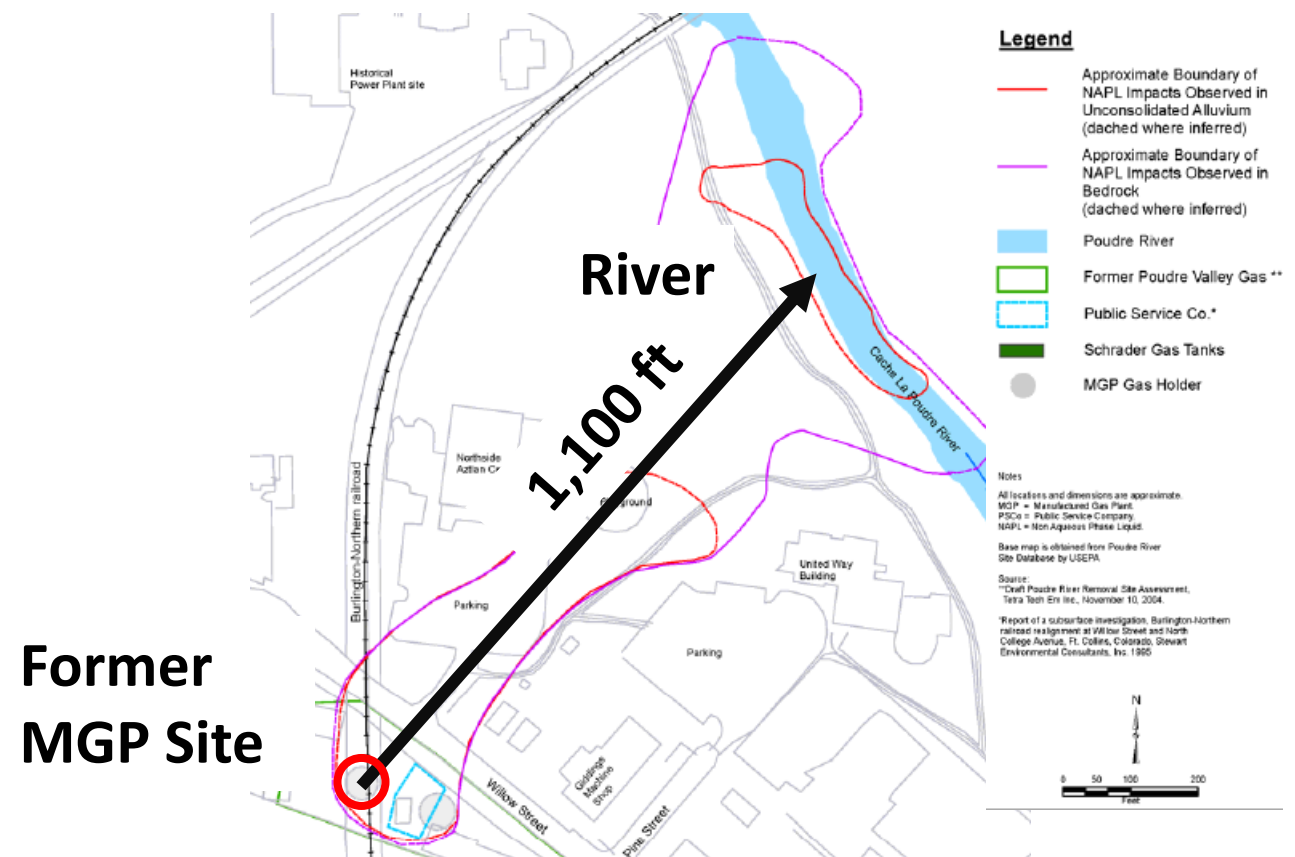 Historical
Power Plant site
River
1,100 ft
Cache La Poudre River
Northside
Burlington-Northern railroad
Parking
United Way
Building
Parking
Former
MGP Site
Willow Street
Giddings
Machine
Shop
Pine Street
Legend
Approximate Boundary of
NAPL Impacts Observed in
Unconsolidated Alluvium
(dached where inferred)
Approximate Boundary of
NAPL Impacts Observed in
Bedrock
(dached where inferred)
Poudre River
Former Poudre Valley Gas **
Public Service Co.*
Schrader Gas Tanks
MGP Gas Holder
Notes
All locations and dimensions are approximate.
MGP = Manufactured Gas Plant.
PSCo = Public Service Company.
NAPL = Non Aqueous Phase Liquid.
Base map is obtained from Poudre River
Site Database by USEPA
Source:
**Draft Poudre River Removal Site Assessment,
Tetra Tech Em Inc., November 10, 2004.
*Report of a subsurface investigation, Burlington-Northern
railroad realignment at Willow Street and North
College Avenue, Ft. Collins, Colorado, Stewart
Environmental Consultants, Inc. 1995
N
0 50 100 200
Feet